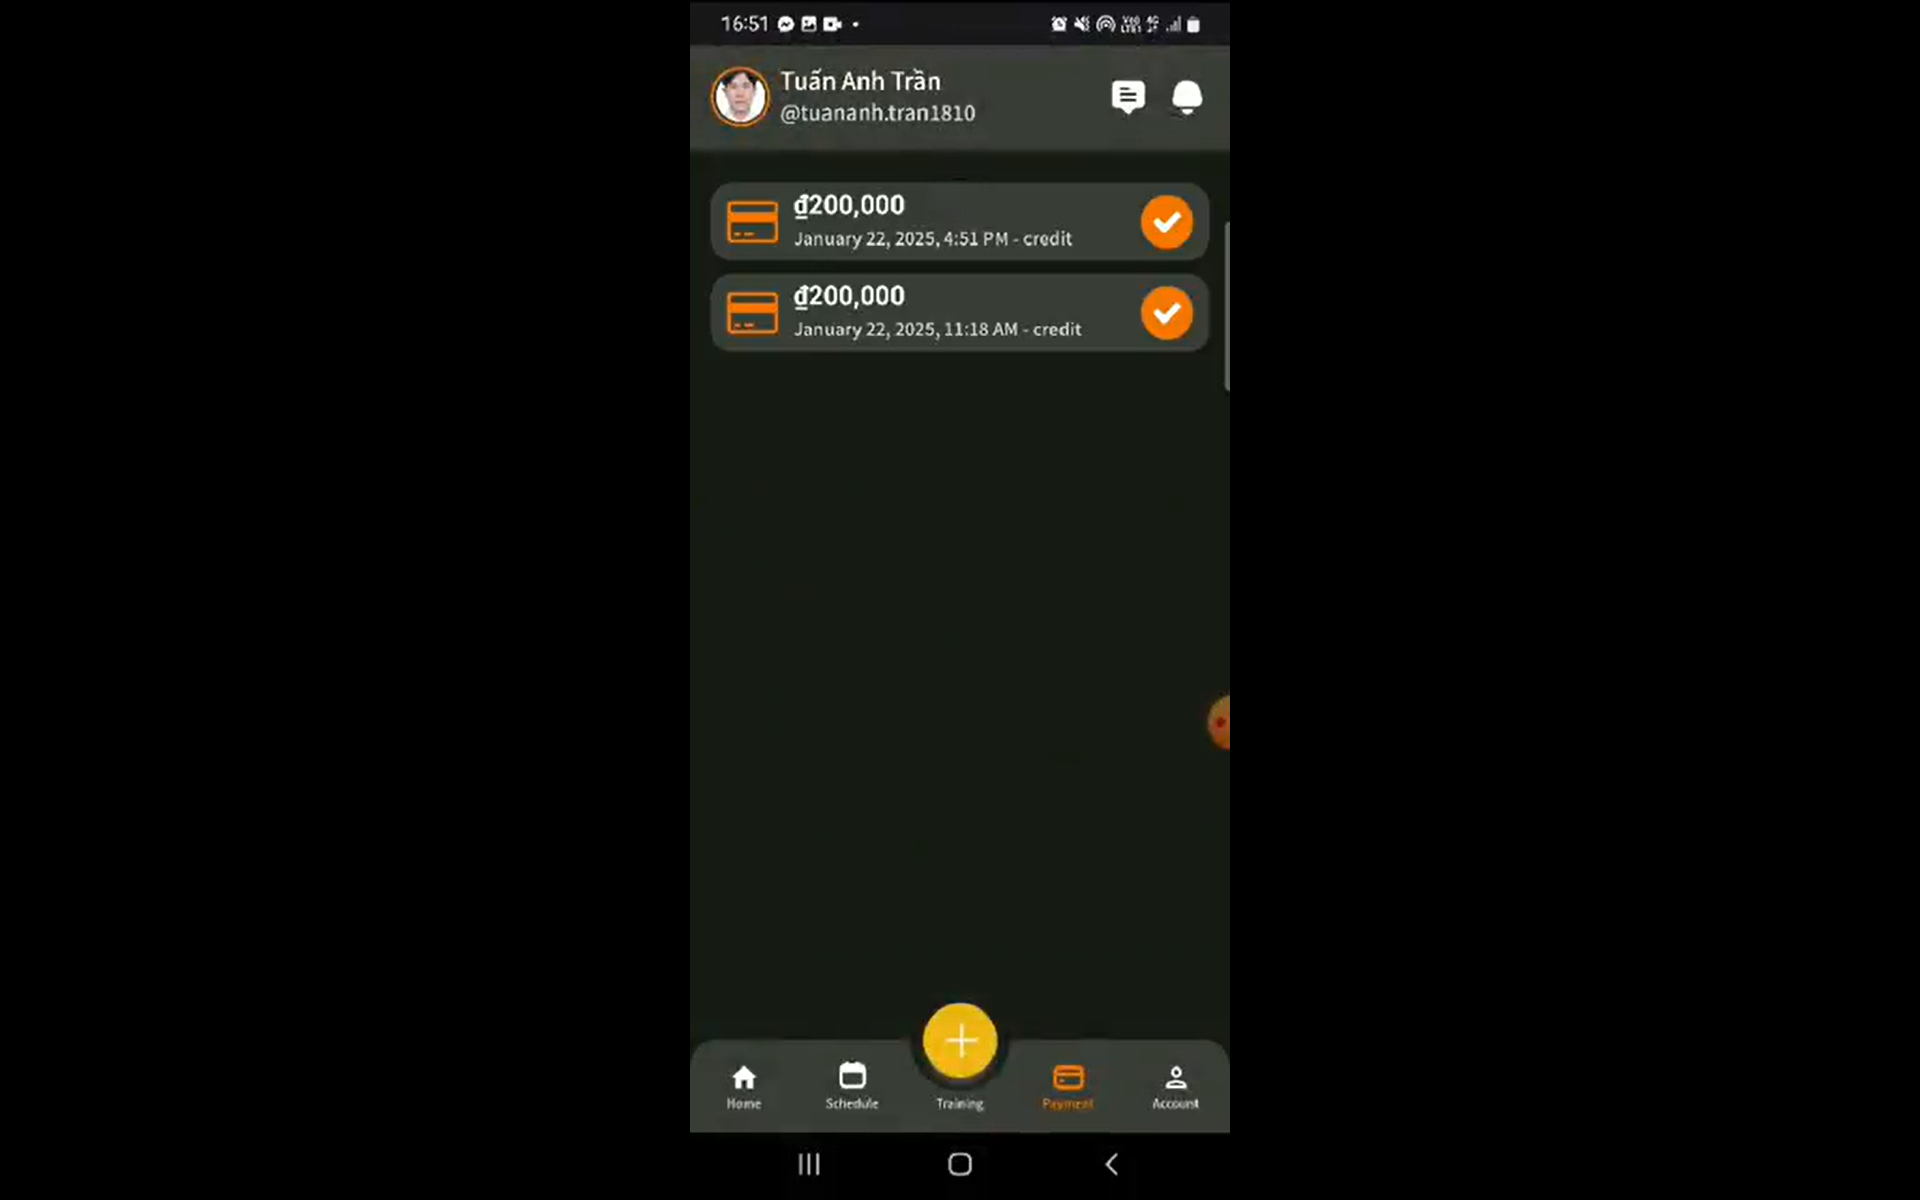 16:51
Tuấn Anh Trần
@tuananh.tran1810
₫200,000
January 22, 2025, 4:51 PM - credit
₫200,000
January 22, 2025, 11:18 AM - credit
Home
Schedule
Training
Payment
Account